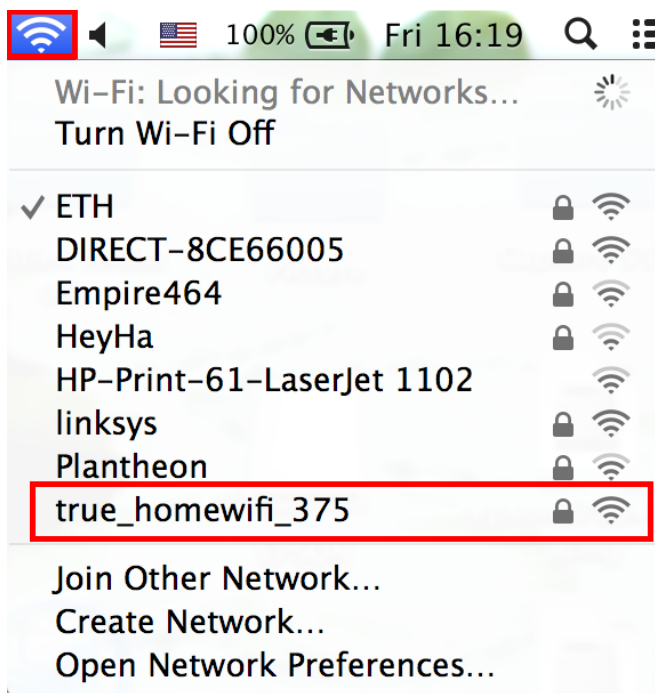 100% Fri 16:19
Wi-Fi: Looking for Networks...
Turn Wi-Fi Off
ETH
DIRECT-8CE66005
Empire464
HeyHa
HP-Print-61-LaserJet 1102
linksys
Plantheon
true_homewifi_375
Join Other Network...
Create Network...
Open Network Preferences...